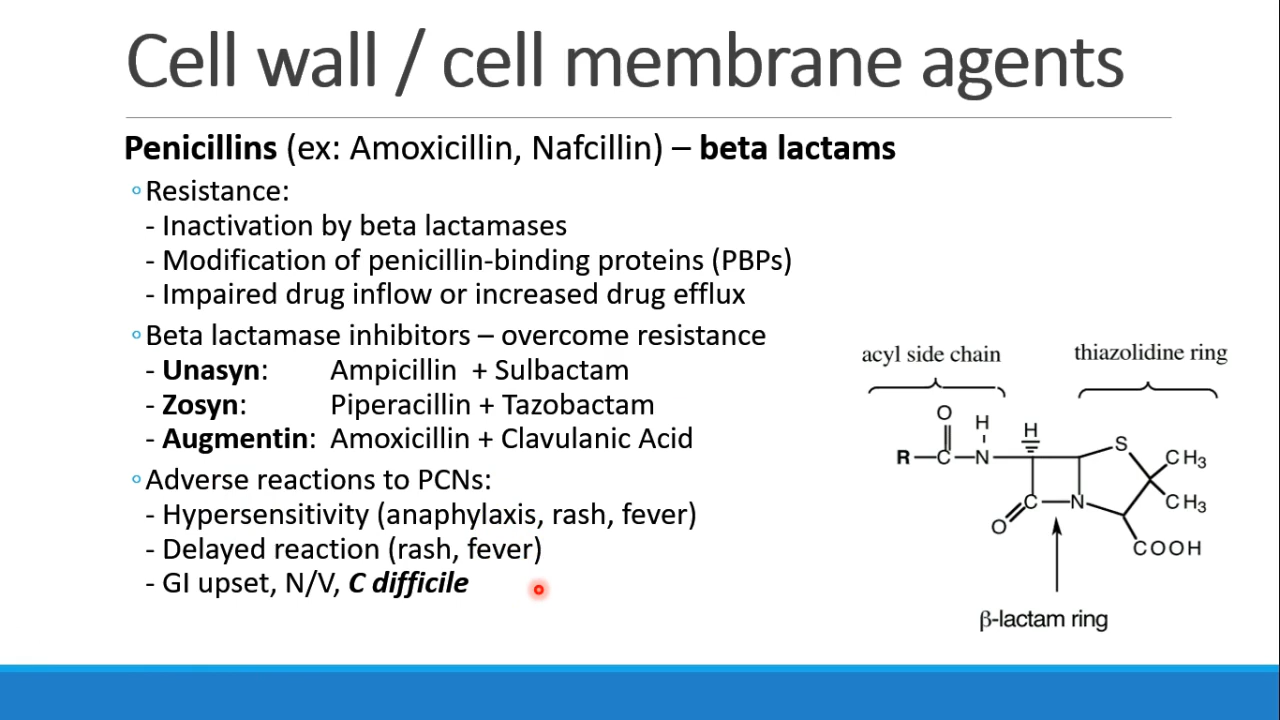 Cell wall / cell membrane agents
Penicillins (ex: Amoxicillin, Nafcillin) – beta lactams
◦Resistance:
- Inactivation by beta lactamases
- Modification of penicillin-binding proteins (PBPs)
- Impaired drug inflow or increased drug efflux
◦Beta lactamase inhibitors – overcome resistance
- Unasyn: Ampicillin + Sulbactam
- Zosyn: Piperacillin + Tazobactam
- Augmentin: Amoxicillin + Clavulanic Acid
◦Adverse reactions to PCNs:
- Hypersensitivity (anaphylaxis, rash, fever)
- Delayed reaction (rash, fever)
- GI upset, N/V, C difficile
acyl side chain thiazolidine ring
O H H
R C N S CH3
O C N CH3
COOH
β-lactam ring